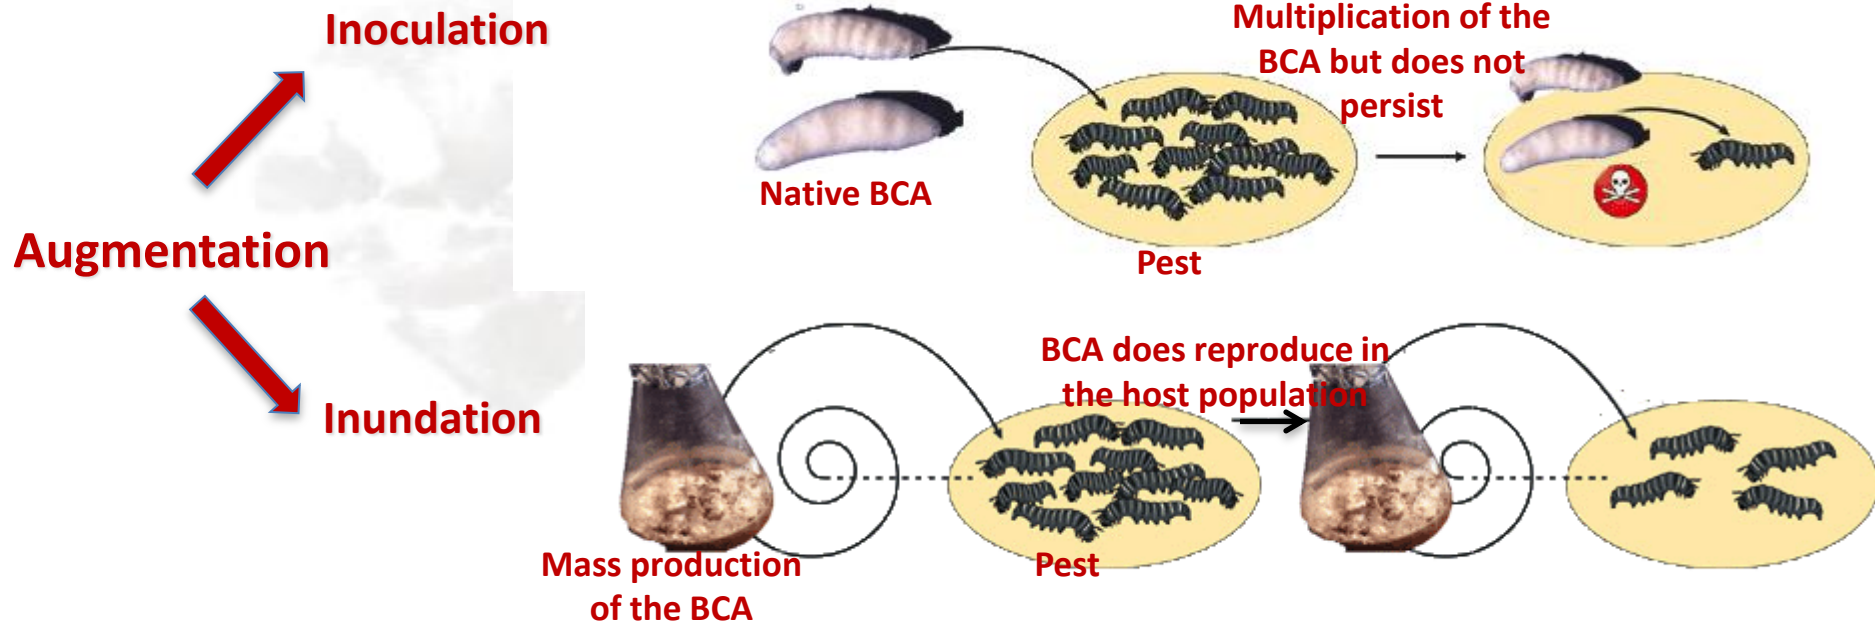 Inoculation
Augmentation
Inundation
Native BCA
Pest
Multiplication of the
BCA but does not
persist
Mass production
of the BCA
Pest
BCA does reproduce in
the host population